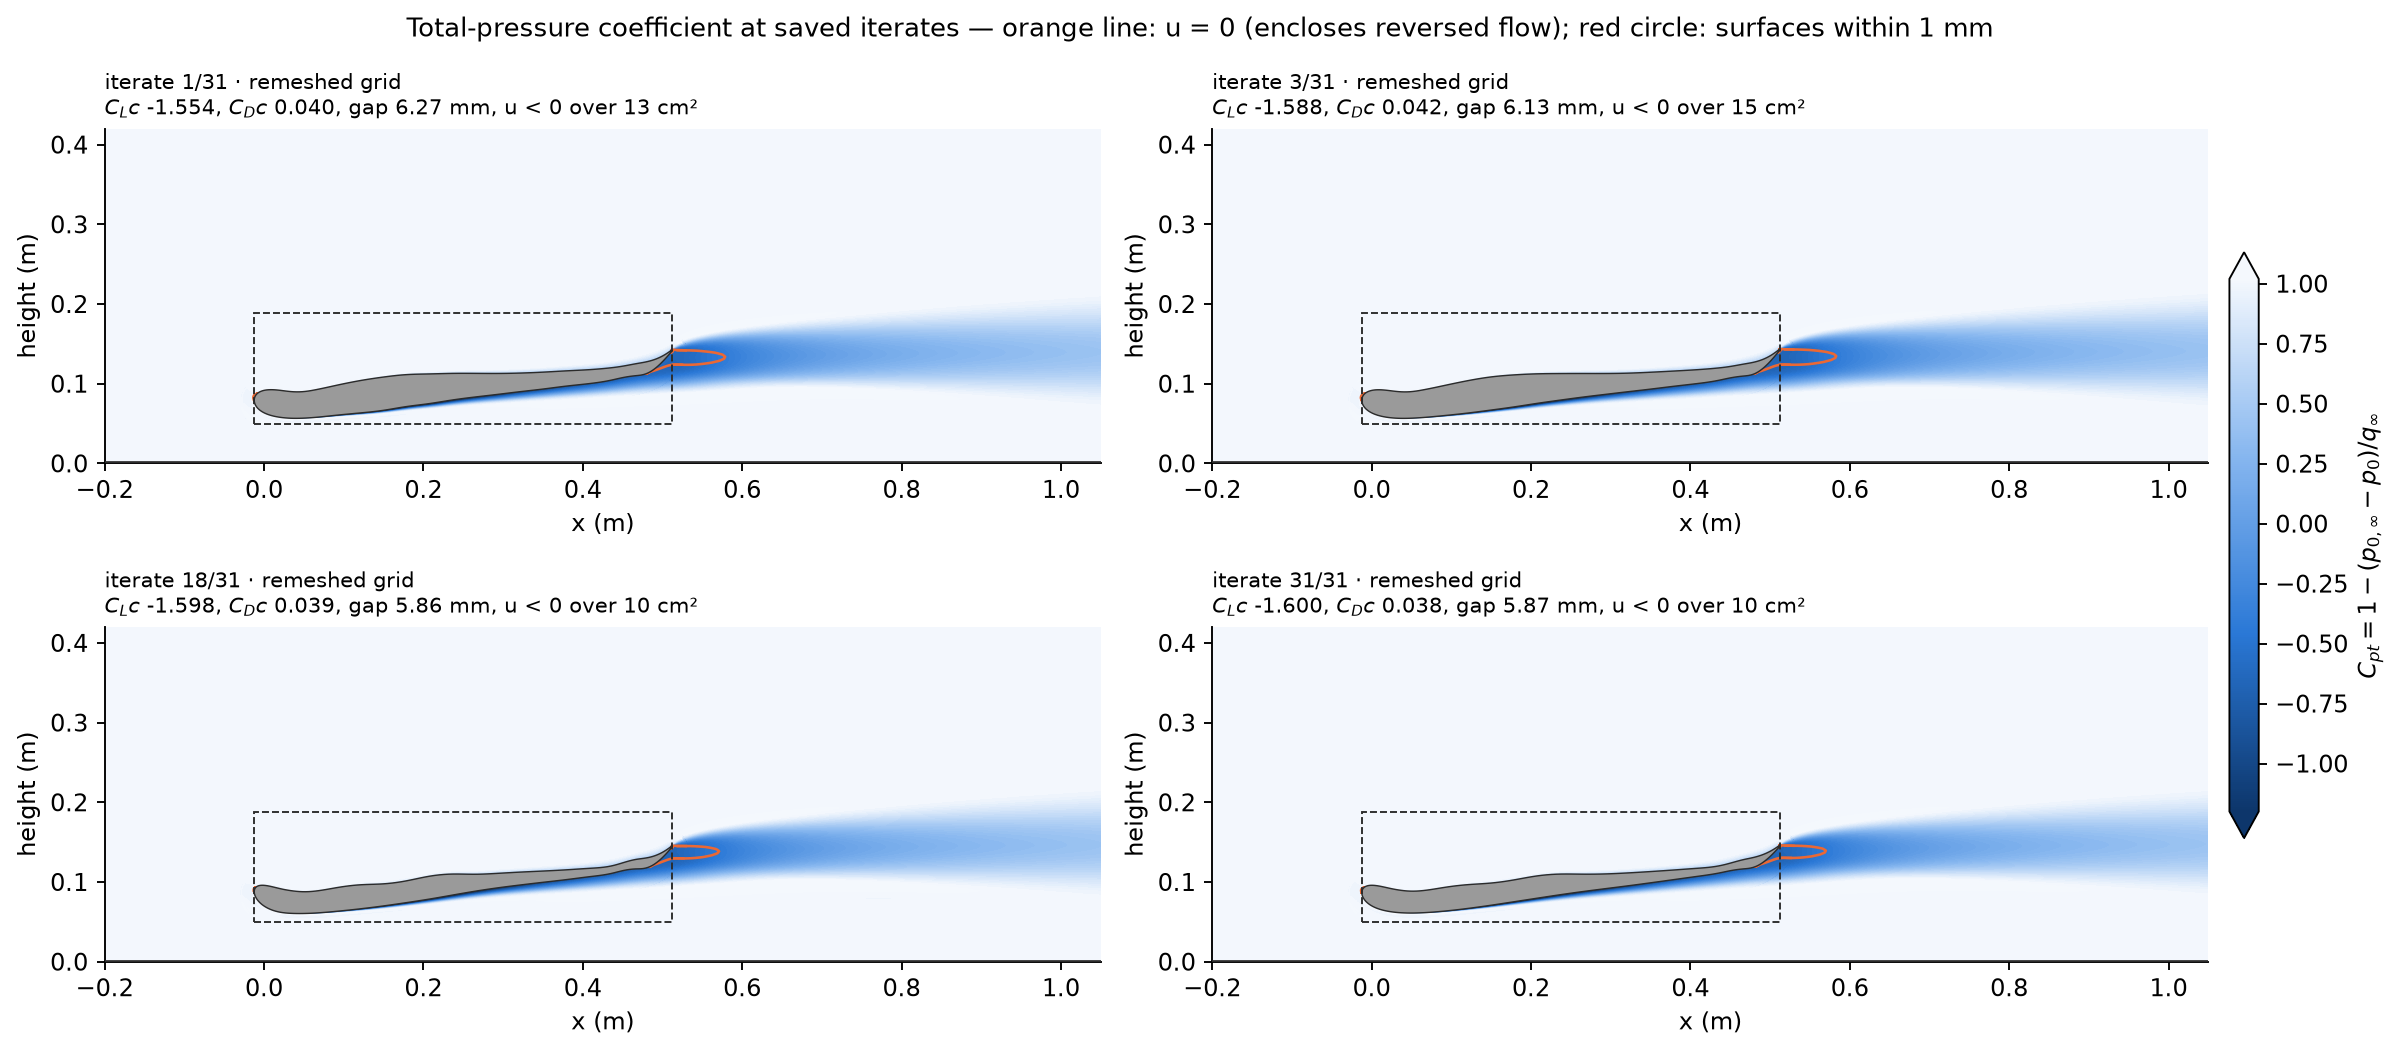 Total-pressure coefficient at saved iterates — orange line: u = 0 (encloses reversed flow); red circle: surfaces within 1 mm
iterate 1/31 · remeshed grid
C_Lc -1.554, C_Dc 0.040, gap 6.27 mm, u < 0 over 13 cm²
height (m)
0.4
0.3
0.2
0.1
0.0
−0.2 0.0 0.2 0.4 0.6 0.8 1.0
x (m)
iterate 3/31 · remeshed grid
C_Lc -1.588, C_Dc 0.042, gap 6.13 mm, u < 0 over 15 cm²
height (m)
0.4
0.3
0.2
0.1
0.0
−0.2 0.0 0.2 0.4 0.6 0.8 1.0
x (m)
iterate 18/31 · remeshed grid
C_Lc -1.598, C_Dc 0.039, gap 5.86 mm, u < 0 over 10 cm²
height (m)
0.4
0.3
0.2
0.1
0.0
−0.2 0.0 0.2 0.4 0.6 0.8 1.0
x (m)
iterate 31/31 · remeshed grid
C_Lc -1.600, C_Dc 0.038, gap 5.87 mm, u < 0 over 10 cm²
height (m)
0.4
0.3
0.2
0.1
0.0
−0.2 0.0 0.2 0.4 0.6 0.8 1.0
x (m)
1.00
0.75
0.50
0.25
0.00
−0.25
−0.50
−0.75
−1.00
C_pt = 1 − (p_0,∞ − p_0)/q_∞